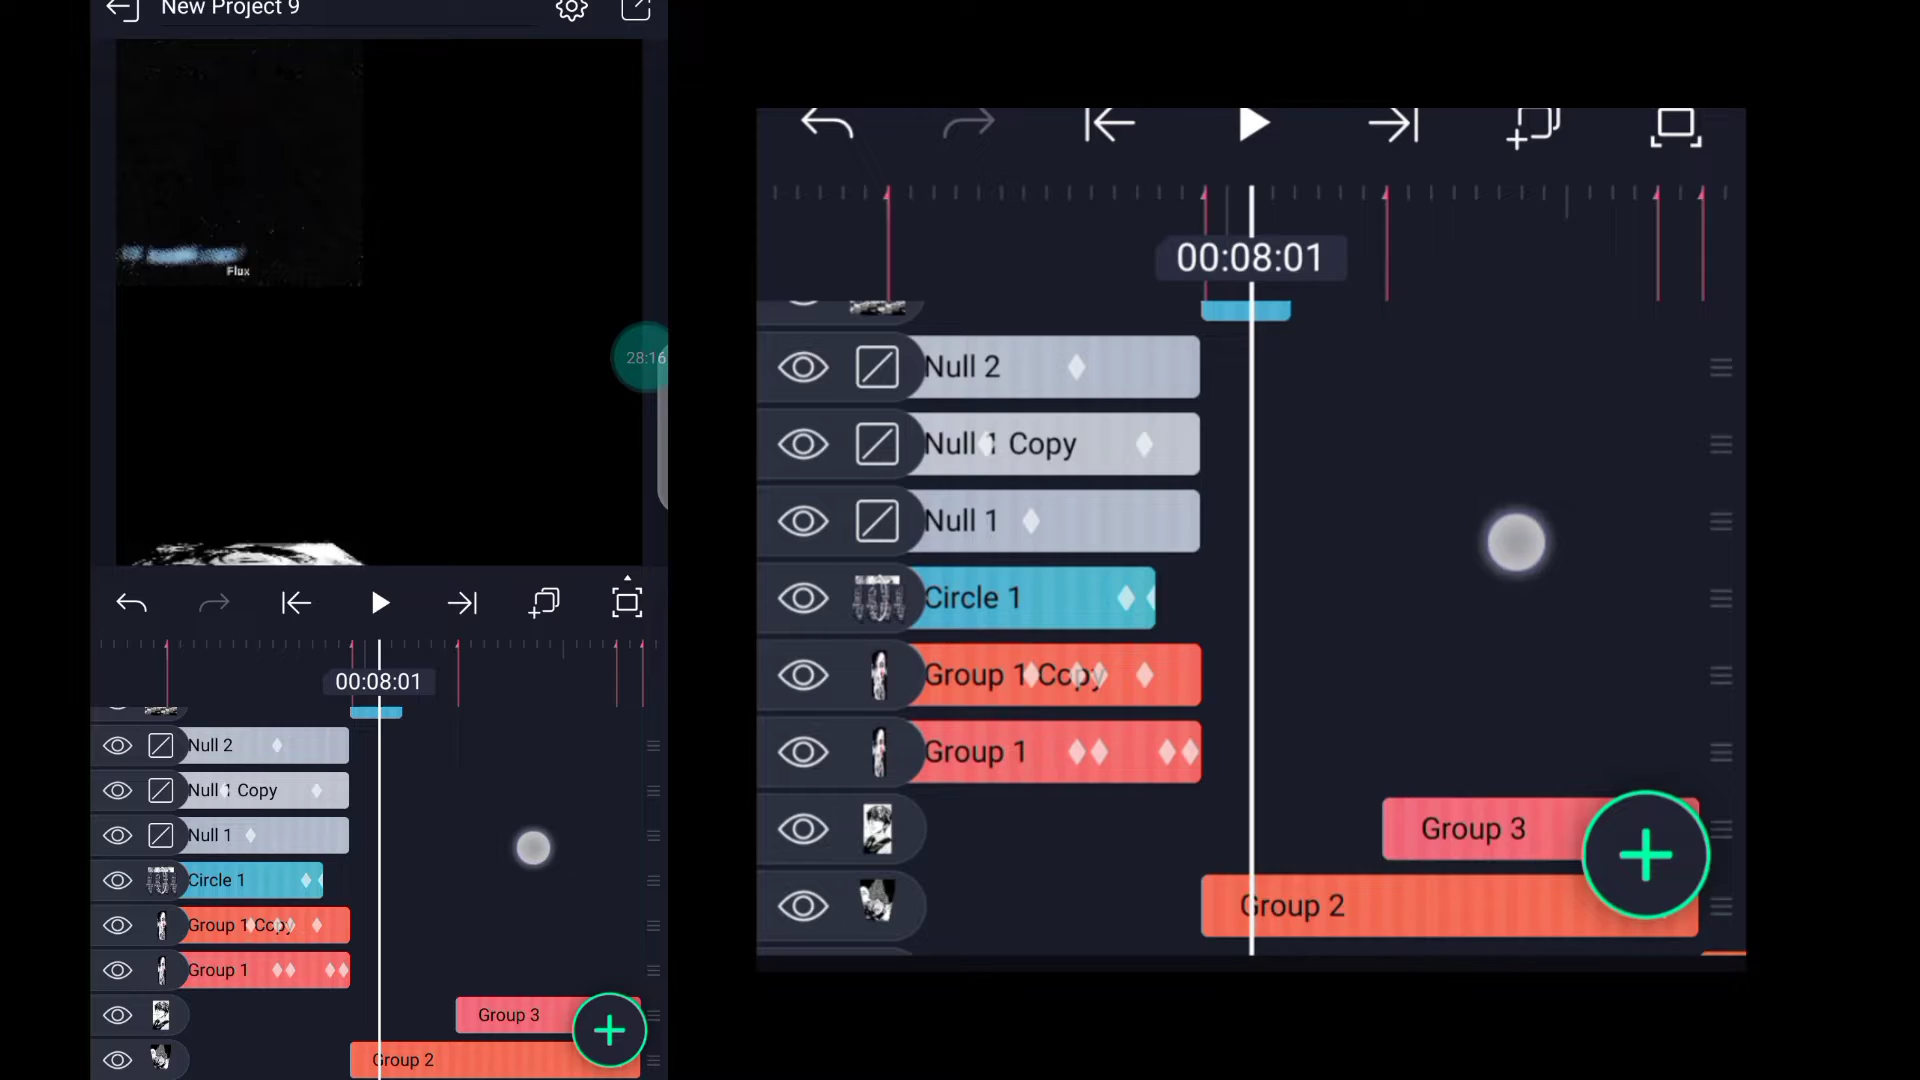 New Project 9
Flux
28:16
00:08:01
Null 2
Null 1 Copy
Null 1
Circle 1
Group 1 Copy
Group 1
Group 3
Group 2
00:08:01
Null 2
Null 1 Copy
Null 1
Circle 1
Group 1 Copy
Group 1
Group 3
Group 2